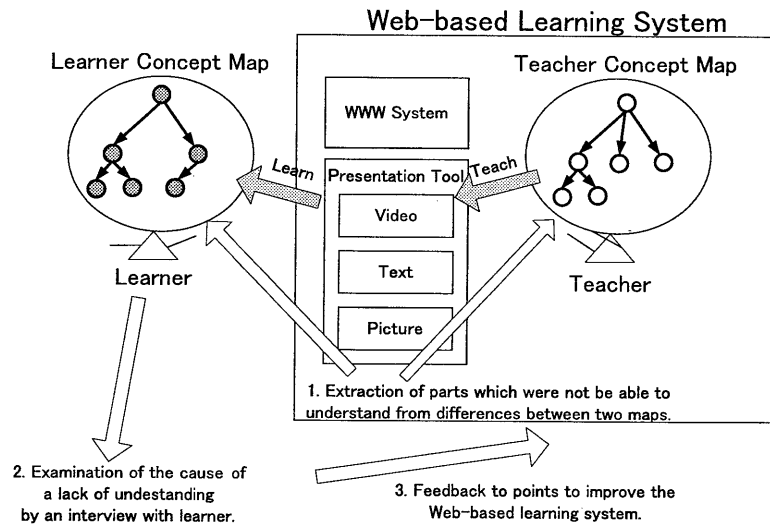 Web-based Learning System
Learner Concept Map
Teacher Concept Map
WWW System
Learn
Presentation Tool
Teach
Video
Text
Picture
Learner
Teacher
1. Extraction of parts which were not be able to
understand from differences between two maps.
2. Examination of the cause of
a lack of undestanding
by an interview with learner.
3. Feedback to points to improve the
Web-based learning system.